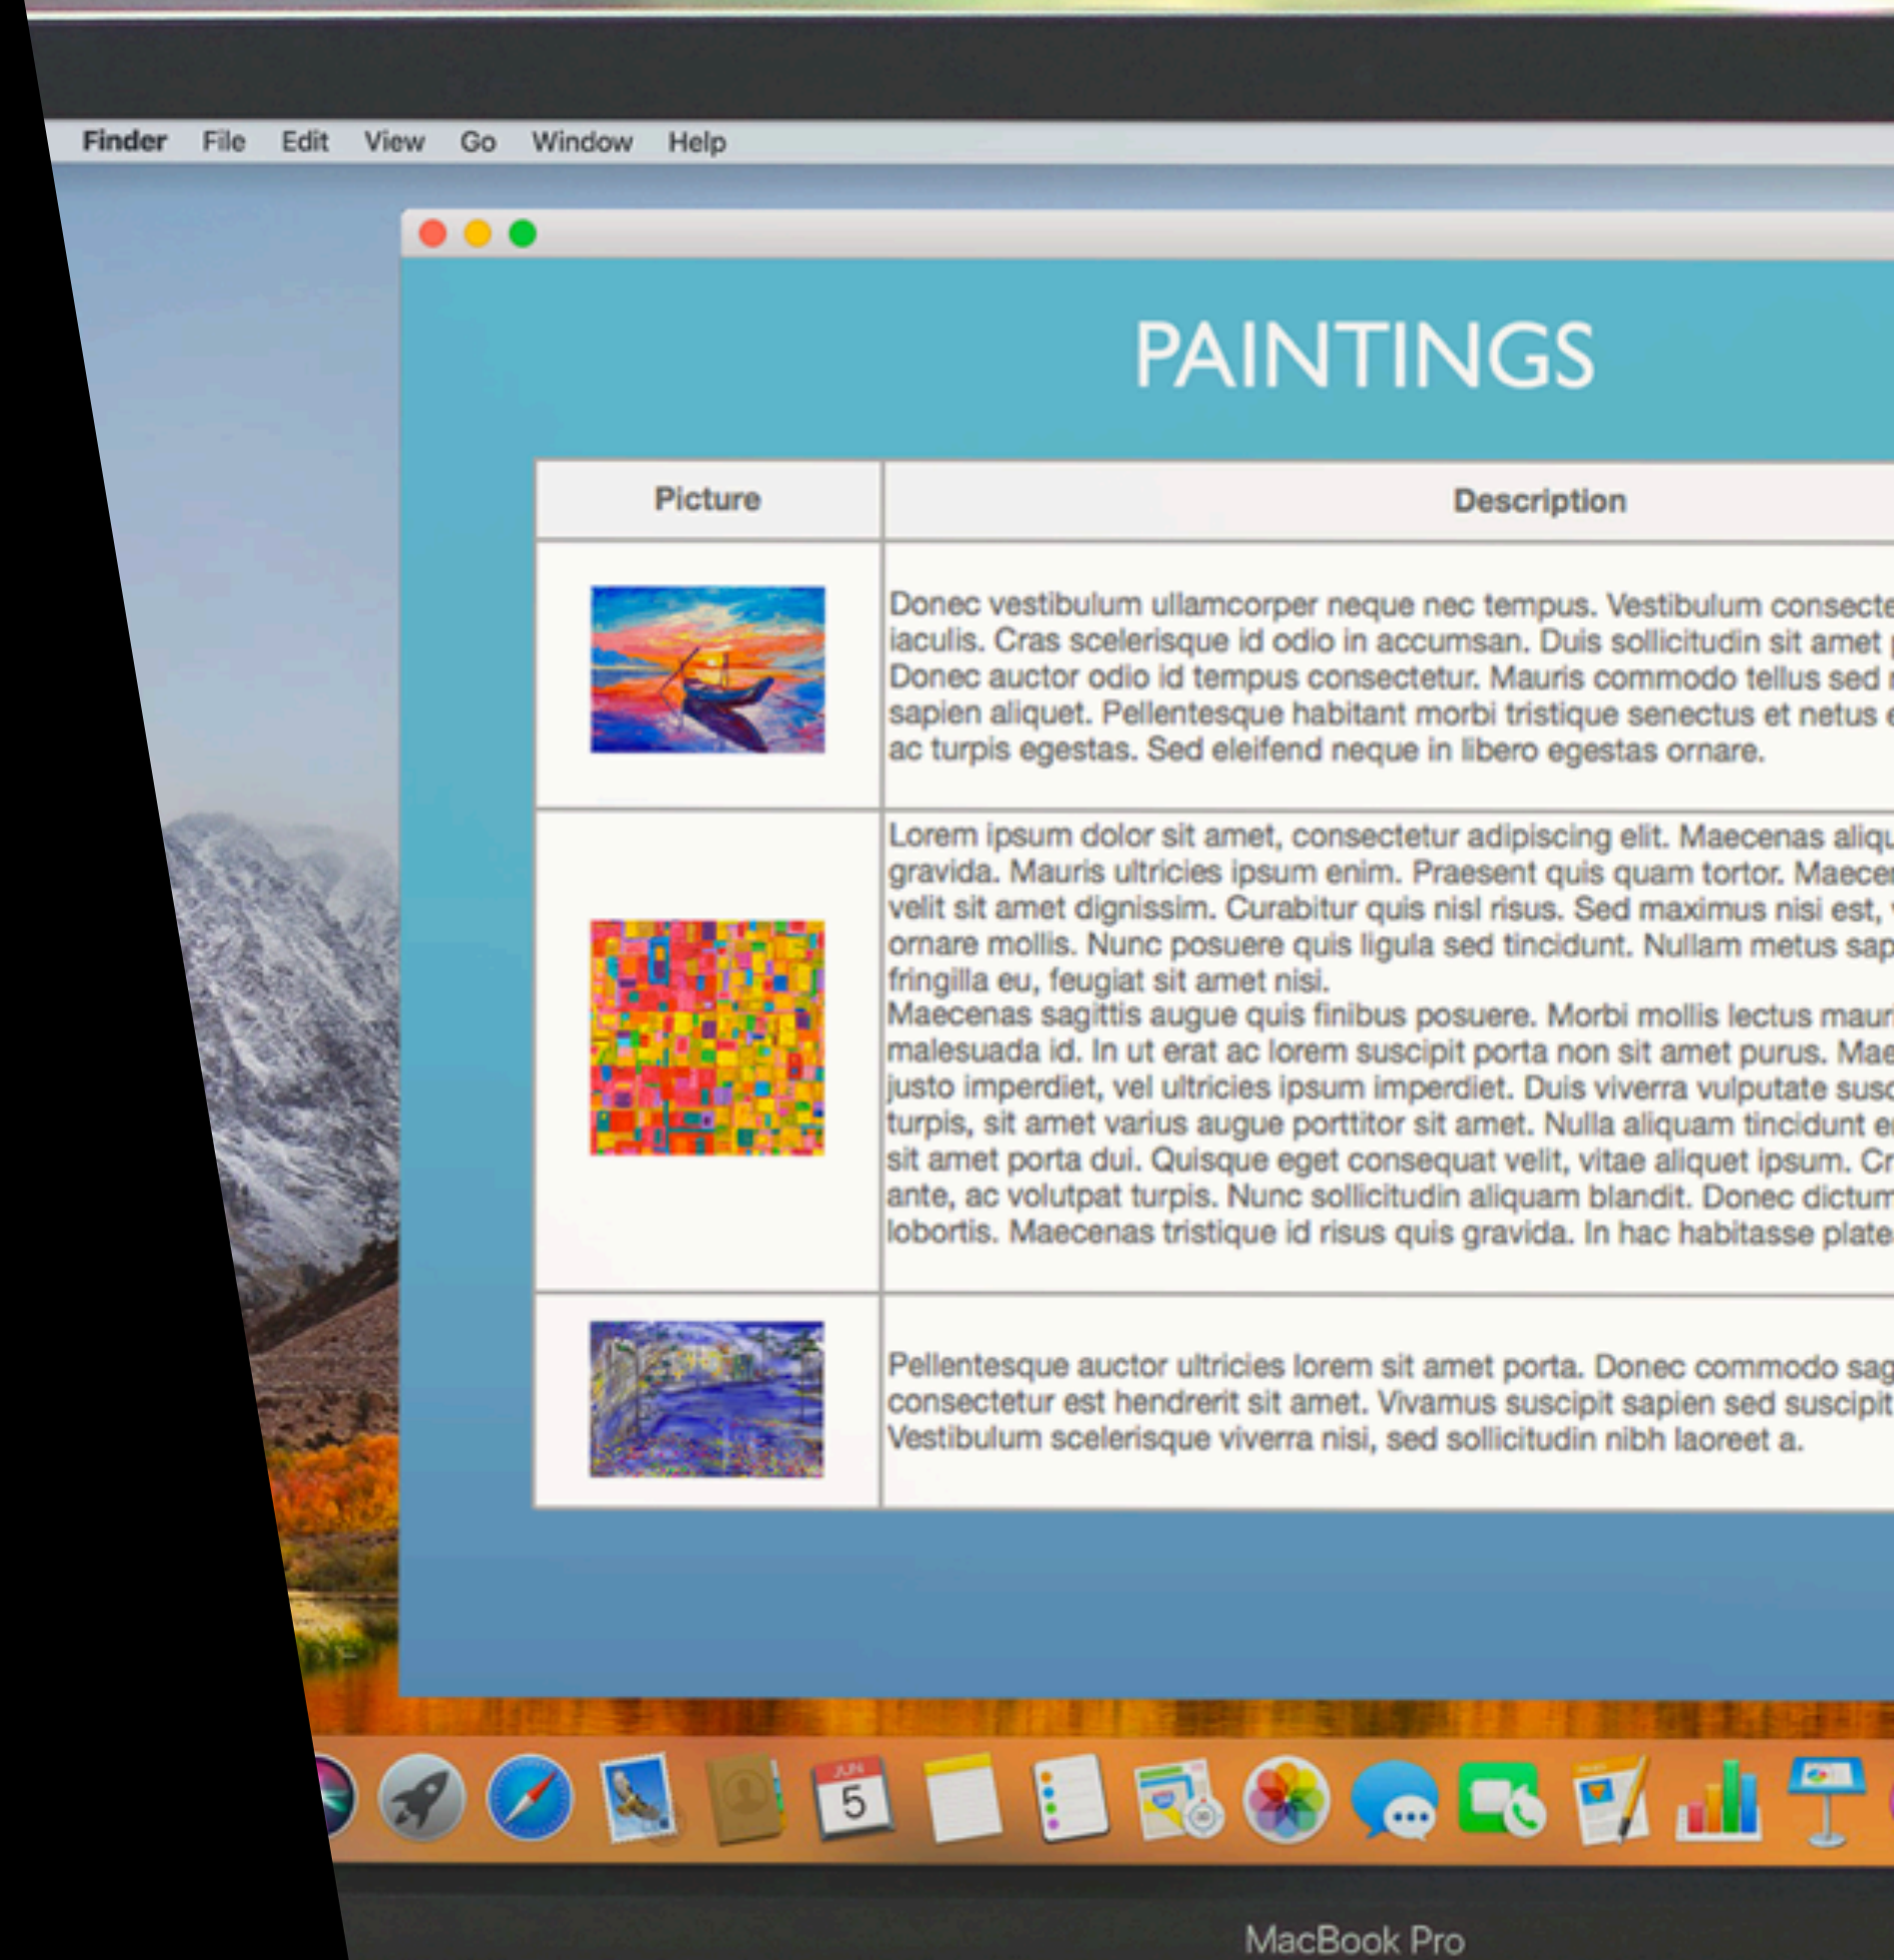 Finder File Edit View Go Window Help
PAINTINGS
Picture Description
Donec vestibulum ullamcorper neque nec tempus. Vestibulum
iaculis. Cras scelerisque id odio in accumsan. Duis sollicitudin sit amet
Donec auctor odio id tempus consectetur. Mauris commodo tellus sed
sapien aliquet. Pellentesque habitant morbi tristique senectus et netus
ac turpis egestas. Sed eleifend neque in libero egestas ornare.
Lorem ipsum dolor sit amet, consectetur adipiscing elit. Maecenas
gravida. Mauris ultricies ipsum enim. Praesent quis quam tortor.
velit sit amet dignissim. Curabitur quis nisl risus. Sed maximus nisi est,
ornare mollis. Nunc posuere quis ligula sed tincidunt. Nullam metus
fringilla eu, feugiat sit amet nisi.
Maecenas sagittis augue quis finibus posuere. Morbi mollis lectus
malesuada id. In ut erat ac lorem suscipit porta non sit amet purus.
justo imperdiet, vel ultricies ipsum imperdiet. Duis viverra vulputate
turpis, sit amet varius augue porttitor sit amet. Nulla aliquam tincidunt
sit amet porta dui. Quisque eget consequat velit, vitae aliquet ipsum.
ante, ac volutpat turpis. Nunc sollicitudin aliquam blandit. Donec dictum
lobortis. Maecenas tristique id risus quis gravida. In hac habitasse
Pellentesque auctor ultricies lorem sit amet porta. Donec commodo
consectetur est hendrerit sit amet. Vivamus suscipit sapien sed suscipit
Vestibulum scelerisque viverra nisi, sed sollicitudin nibh laoreet a.
JUN
5
MacBook Pro